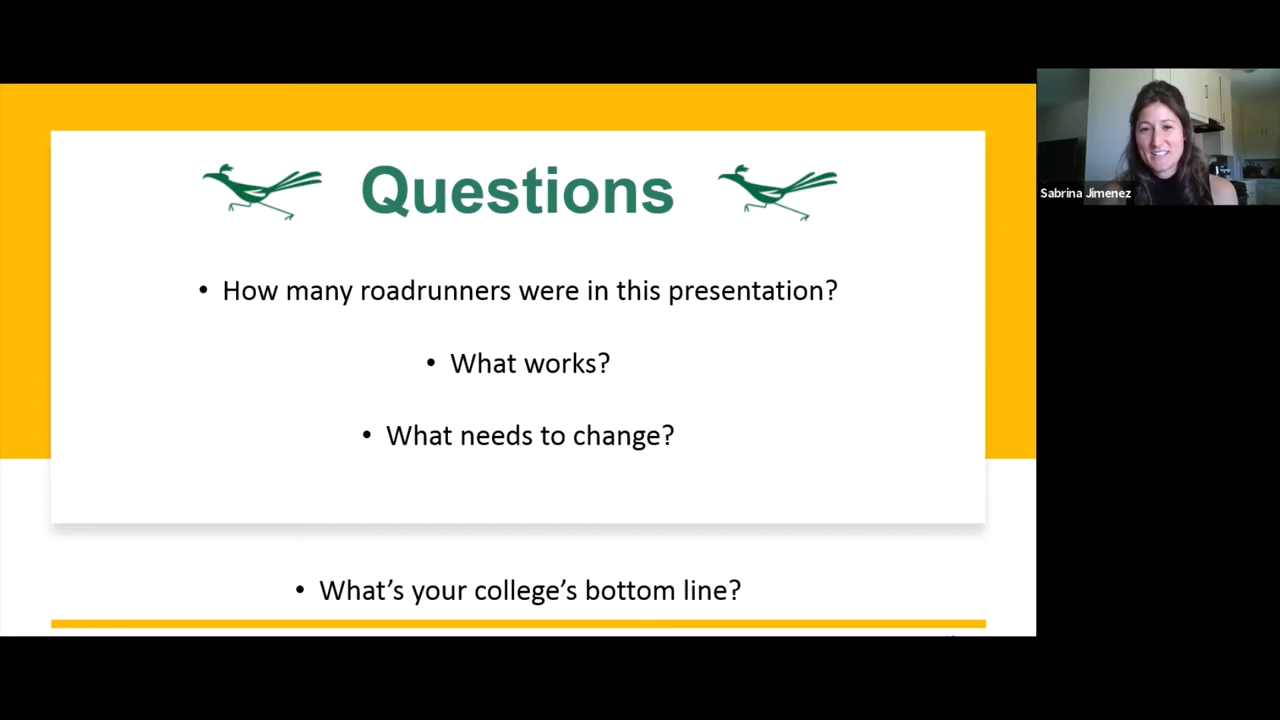 Questions
• How many roadrunners were in this presentation?
• What works?
• What needs to change?
• What's your college's bottom line?
Sabrina Jimenez